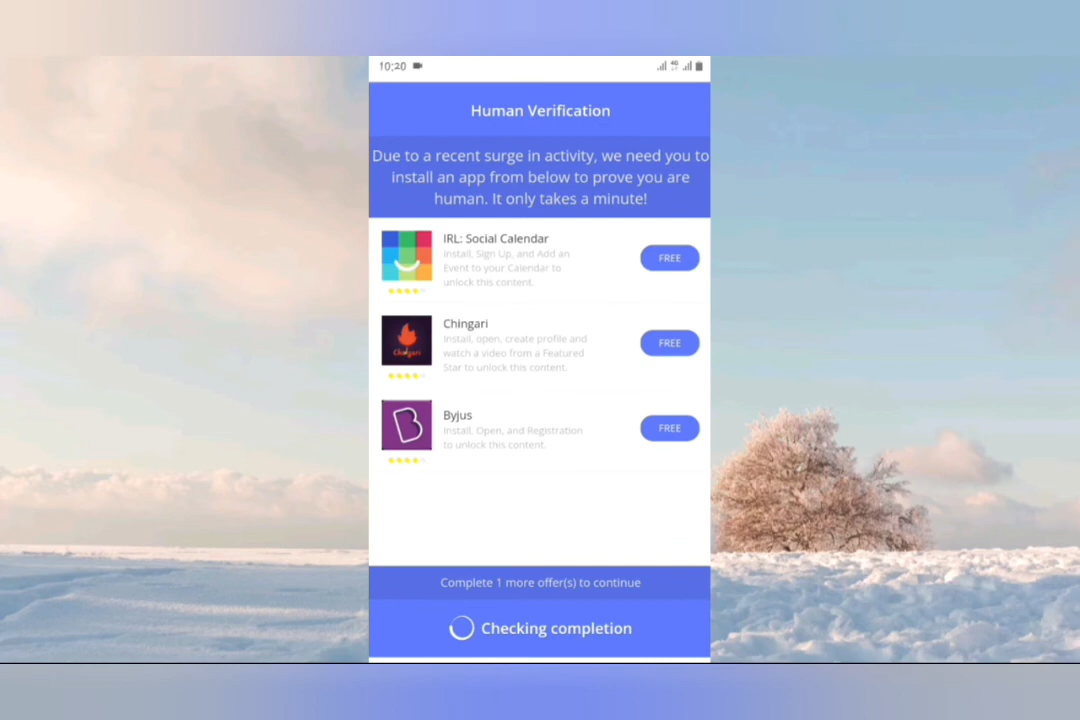 10:20
4G
Human Verification
Due to a recent surge in activity, we need you to
install an app from below to prove you are
human. It only takes a minute!
IRL: Social Calendar
Install, Sign Up, and Add an
Event to your Calendar to
unlock this content.
FREE
Chingari
Chingari
Install, open, create profile and
watch a video from a Featured
Star to unlock this content.
FREE
B
Byjus
Install, Open, and Registration
to unlock this content.
FREE
Complete 1 more offer(s) to continue
Checking completion